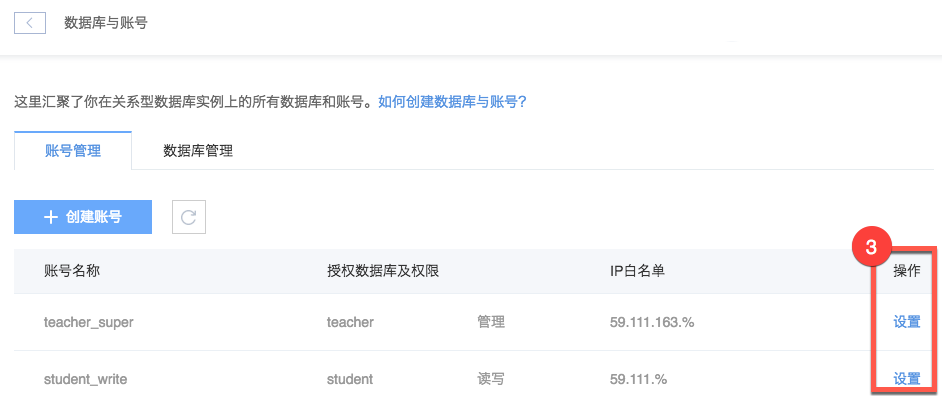 数据库与账号
这里汇聚了你在关系型数据库实例上的所有数据库和账号。如何创建数据库与账号?
账号管理 数据库管理
创建账号
3
账号名称 授权数据库及权限 IP白名单 操作
teacher_super teacher 管理 59.111.163.% 设置
student_write student 读写 59.111.% 设置